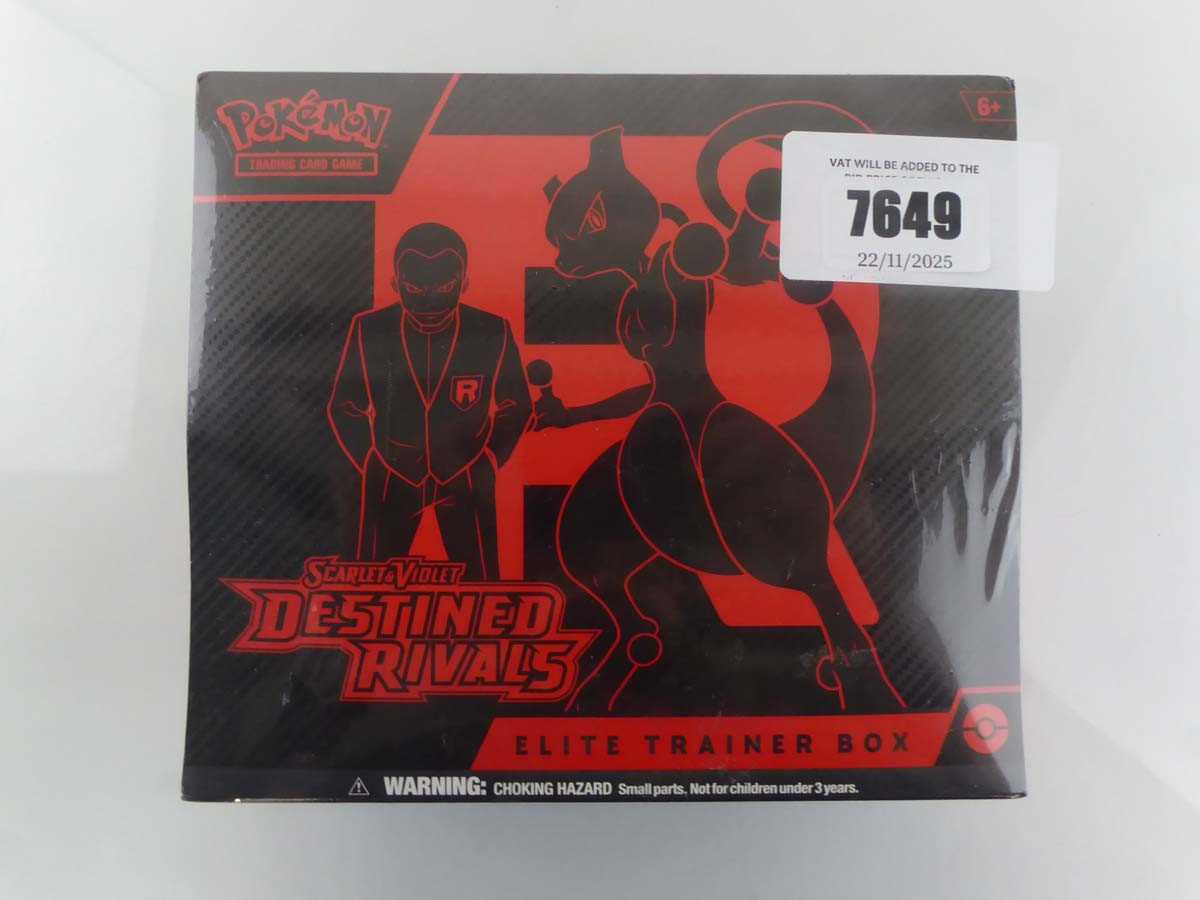 POKéMON
TRADING CARD GAME
6+
VAT WILL BE ADDED TO THE
7649
22/11/2025
R
SCARLET & VIOLET
DESTINED
RIVALS
ELITE TRAINER BOX
WARNING: CHOKING HAZARD Small parts. Not for children under 3 years.